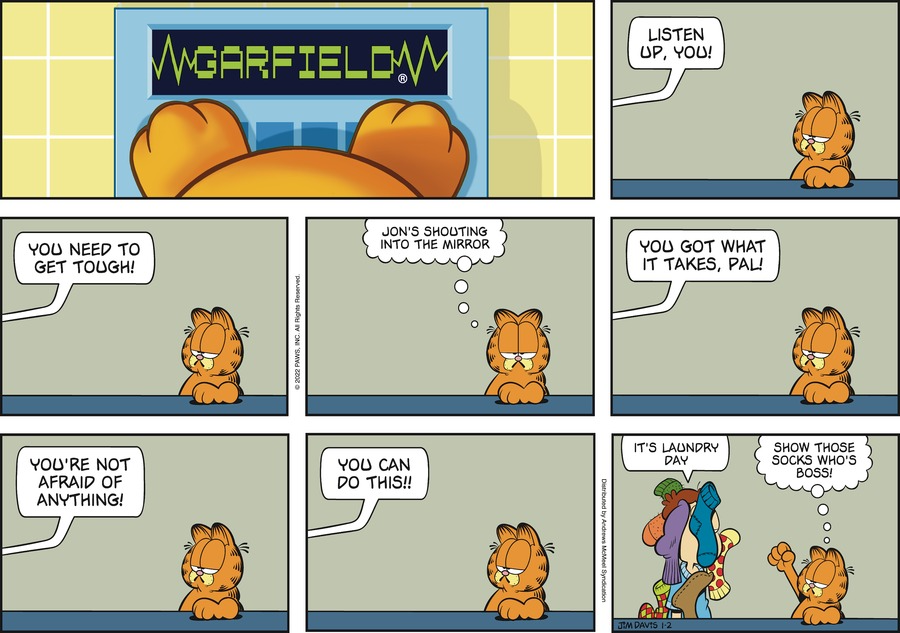 GARFIELD®
LISTEN
UP, YOU!
YOU NEED TO
GET TOUGH!
© 2022 PAWS, INC. All Rights Reserved.
JON'S SHOUTING
INTO THE MIRROR
YOU GOT WHAT
IT TAKES, PAL!
YOU'RE NOT
AFRAID OF
ANYTHING!
YOU CAN
DO THIS!!
Distributed by Andrews McMeel Syndication
IT'S LAUNDRY
DAY
SHOW THOSE
SOCKS WHO'S
BOSS!
JIM DAVIS 1-2